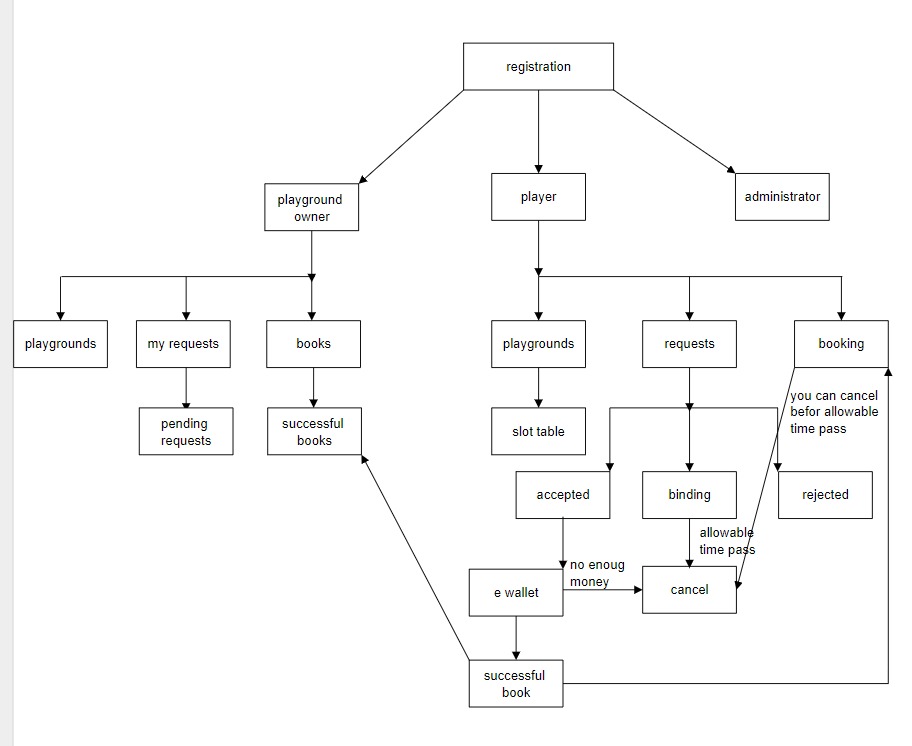 registration
playground
owner
player
administrator
playgrounds
my requests
books
playgrounds
requests
booking
you can cancel
befor allowable
time pass
pending
requests
successful
books
slot table
accepted
binding
rejected
allowable
time pass
no enoug
money
e wallet
cancel
successful
book